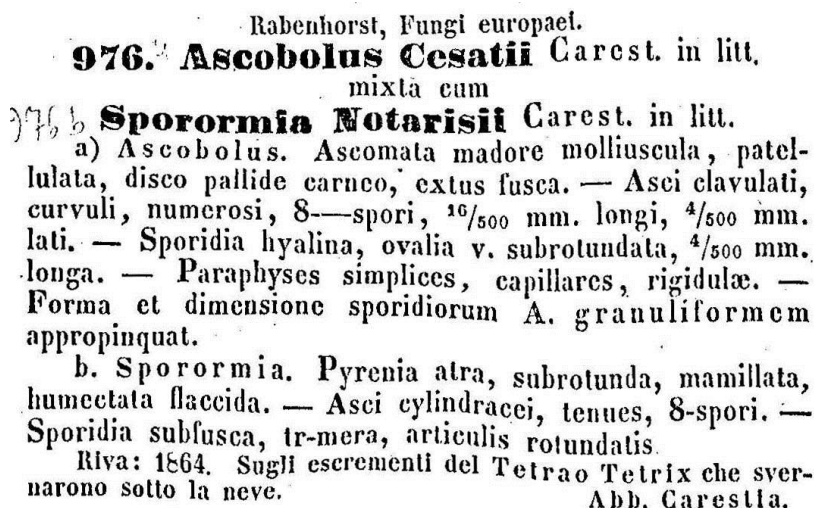 Rabenhorst, Fungi europaei.
976. Ascobolus Cesatii Carest. in litt.
mixta cum
976 b Sporormia Notarisii Carest. in litt.
a) Ascobolus. Ascomata madore molliuscula, patel-
lulata, disco pallide carneo, extus fusca. — Asci clavulati,
curvuli, numerosi, 8—spori, 16/500 mm. longi, 4/500 mm.
lati. — Sporidia hyalina, ovalia v. subrotundata, 4/500 mm.
longa. — Paraphyses simplices, capillares, rigidulæ. —
Forma et dimensione sporidiorum A. granuliformem
appropinquat.
b. Sporormia. Pyrenia atra, subrotunda, mamillata,
humectata flaccida. — Asci cylindracei, tenues, 8-spori. —
Sporidia subfusca, tr-mera, articulis rotundatis
Riva: 1864. Sugli escrementi del Tetrao Tetrix che sver-
narono sotto la neve.
Abb. Carestia.